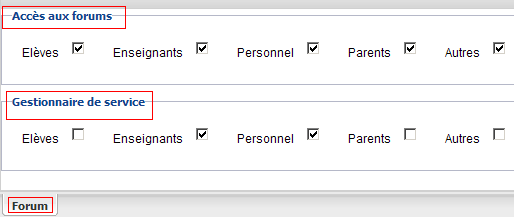 Accès aux forums
Elèves Enseignants Personnel Parents Autres
Gestionnaire de service
Elèves Enseignants Personnel Parents Autres
Forum